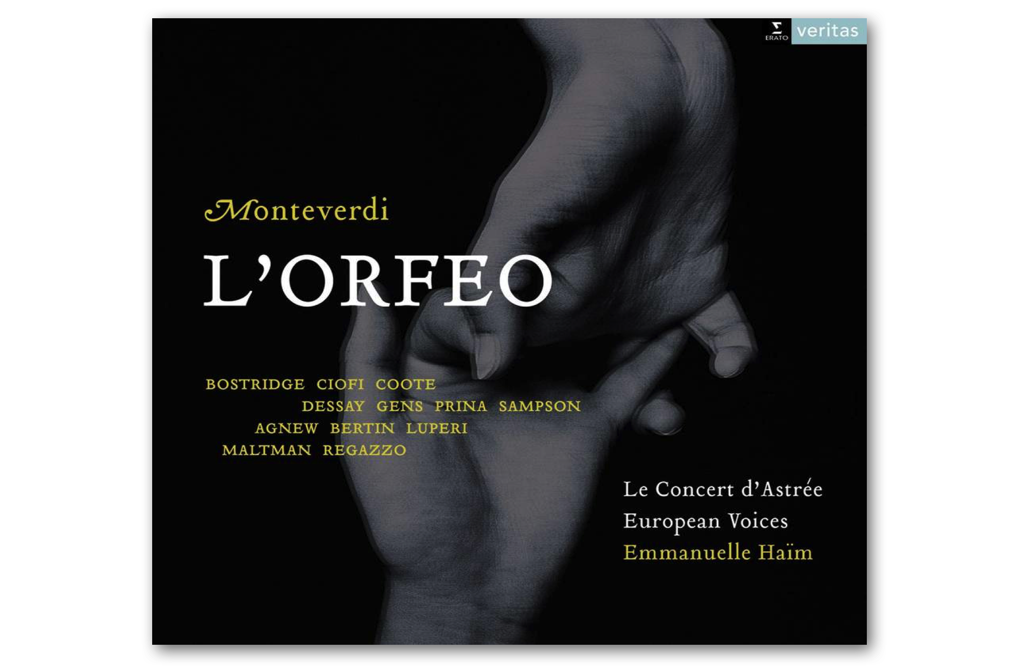 ERATO veritas
Monteverdi
L'ORFEO
BOSTRIDGE CIOFI COOTE
DESSAY GENS PRINA SAMPSON
AGNEW BERTIN LUPERI
MALTMAN REGAZZO
Le Concert d'Astrée
European Voices
Emmanuelle Haïm